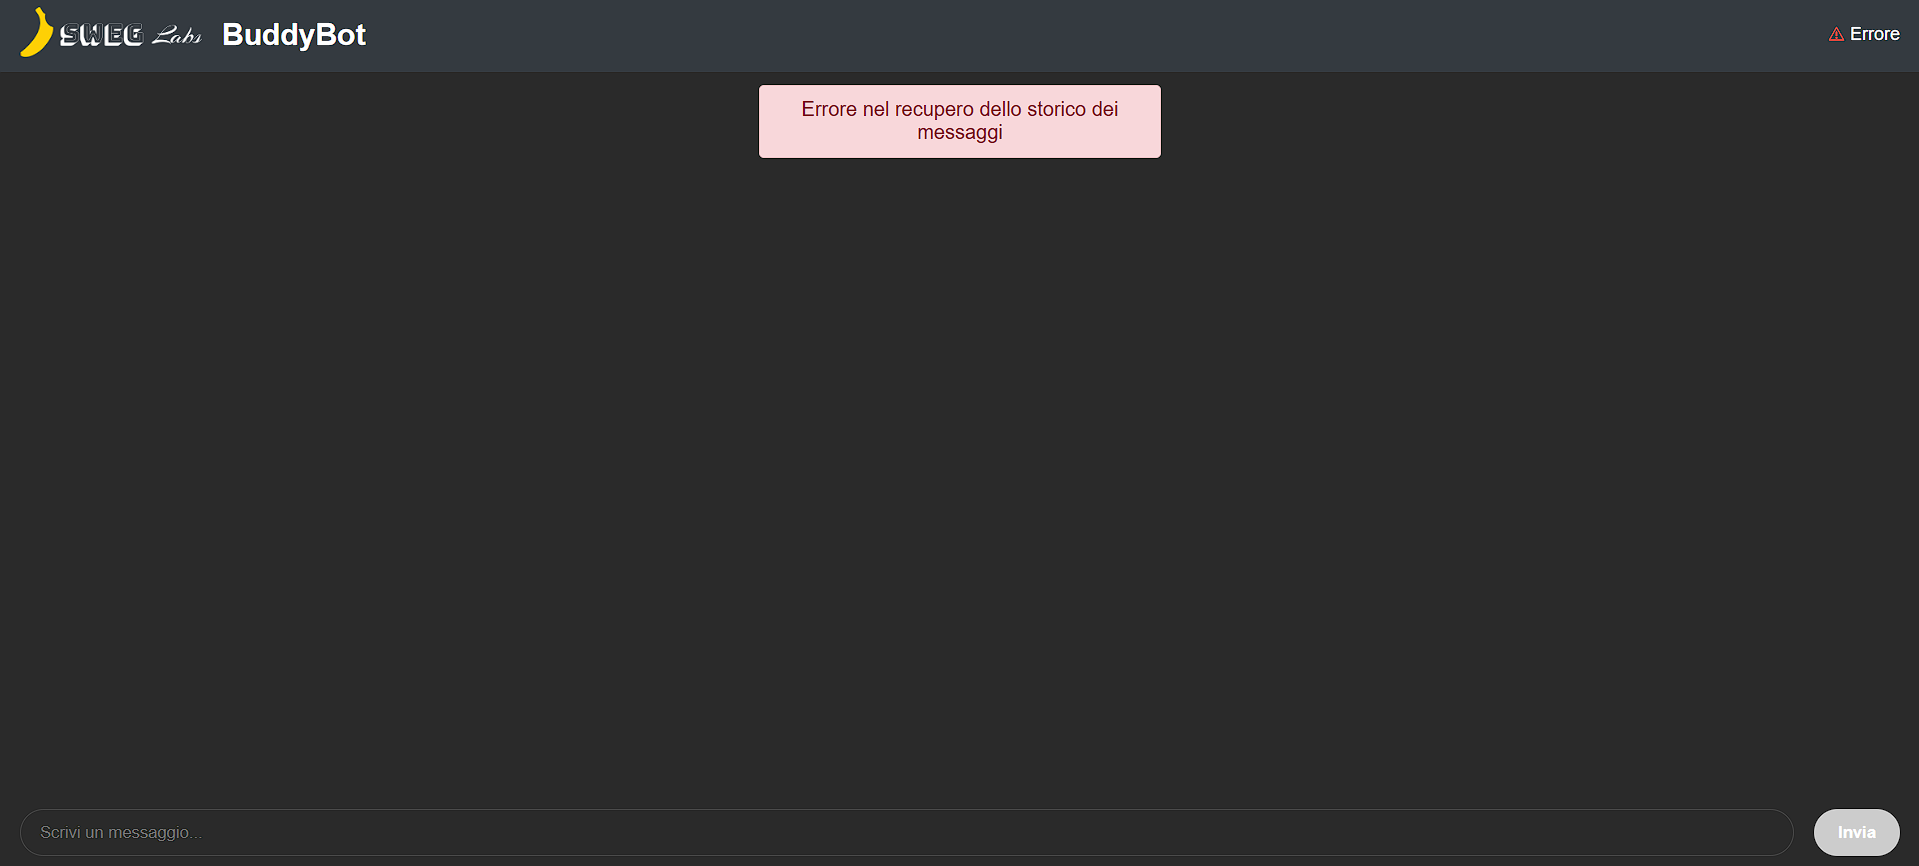 SWEG Labs BuddyBot
Errore
Errore nel recupero dello storico dei
messaggi
Scrivi un messaggio...
Invia